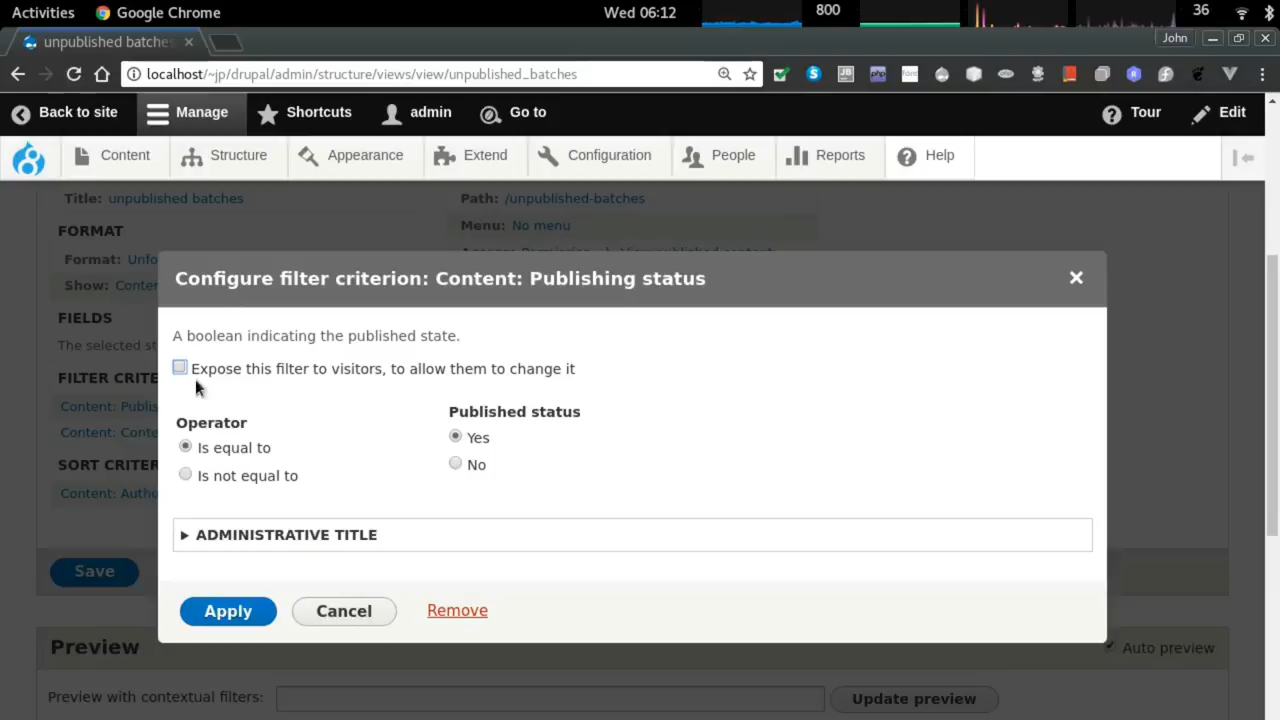 Activities Google Chrome Wed 06:12 800 36
unpublished batches John
localhost/~jp/drupal/admin/structure/views/view/unpublished_batches
Back to site Manage Shortcuts admin Go to Tour Edit
Content Structure Appearance Extend Configuration People Reports Help
Title: unpublished batches Path: /unpublished-batches
FORMAT Menu: No menu
Format: Unfo
Show: Conten
FIELDS
The selected st
FILTER CRITE
Content: Publis
Content: Conte
SORT CRITER
Content: Autho
Configure filter criterion: Content: Publishing status
A boolean indicating the published state.
Expose this filter to visitors, to allow them to change it
Operator
Is equal to
Is not equal to
Published status
Yes
No
ADMINISTRATIVE TITLE
Apply Cancel Remove
Save
Preview Auto preview
Preview with contextual filters: Update preview